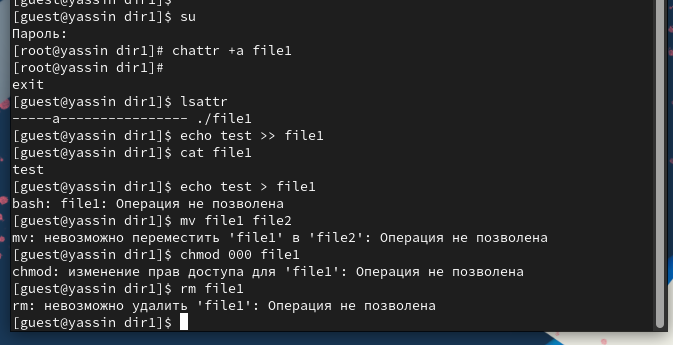 [guest@yassin dir1]$
[guest@yassin dir1]$ su
Пароль:
[root@yassin dir1]# chattr +a file1
[root@yassin dir1]#
exit
[guest@yassin dir1]$ lsattr
-----a---------------- ./file1
[guest@yassin dir1]$ echo test >> file1
[guest@yassin dir1]$ cat file1
test
[guest@yassin dir1]$ echo test > file1
bash: file1: Операция не позволена
[guest@yassin dir1]$ mv file1 file2
mv: невозможно переместить 'file1' в 'file2': Операция не позволена
[guest@yassin dir1]$ chmod 000 file1
chmod: изменение прав доступа для 'file1': Операция не позволена
[guest@yassin dir1]$ rm file1
rm: невозможно удалить 'file1': Операция не позволена
[guest@yassin dir1]$